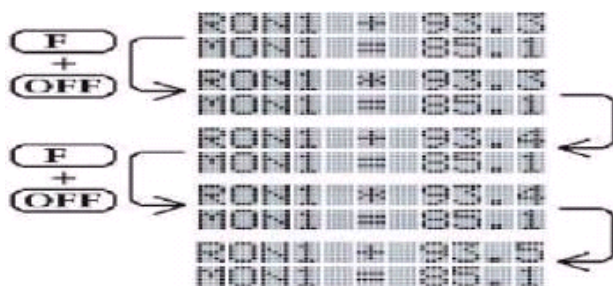 F
+
OFF
RON1 + 93.3
MON1 = 85.1
RON1 * 93.3
MON1 = 85.1
F
+
OFF
RON1 + 93.4
MON1 = 85.1
RON1 * 93.4
MON1 = 85.1
RON1 + 93.5
MON1 = 85.1